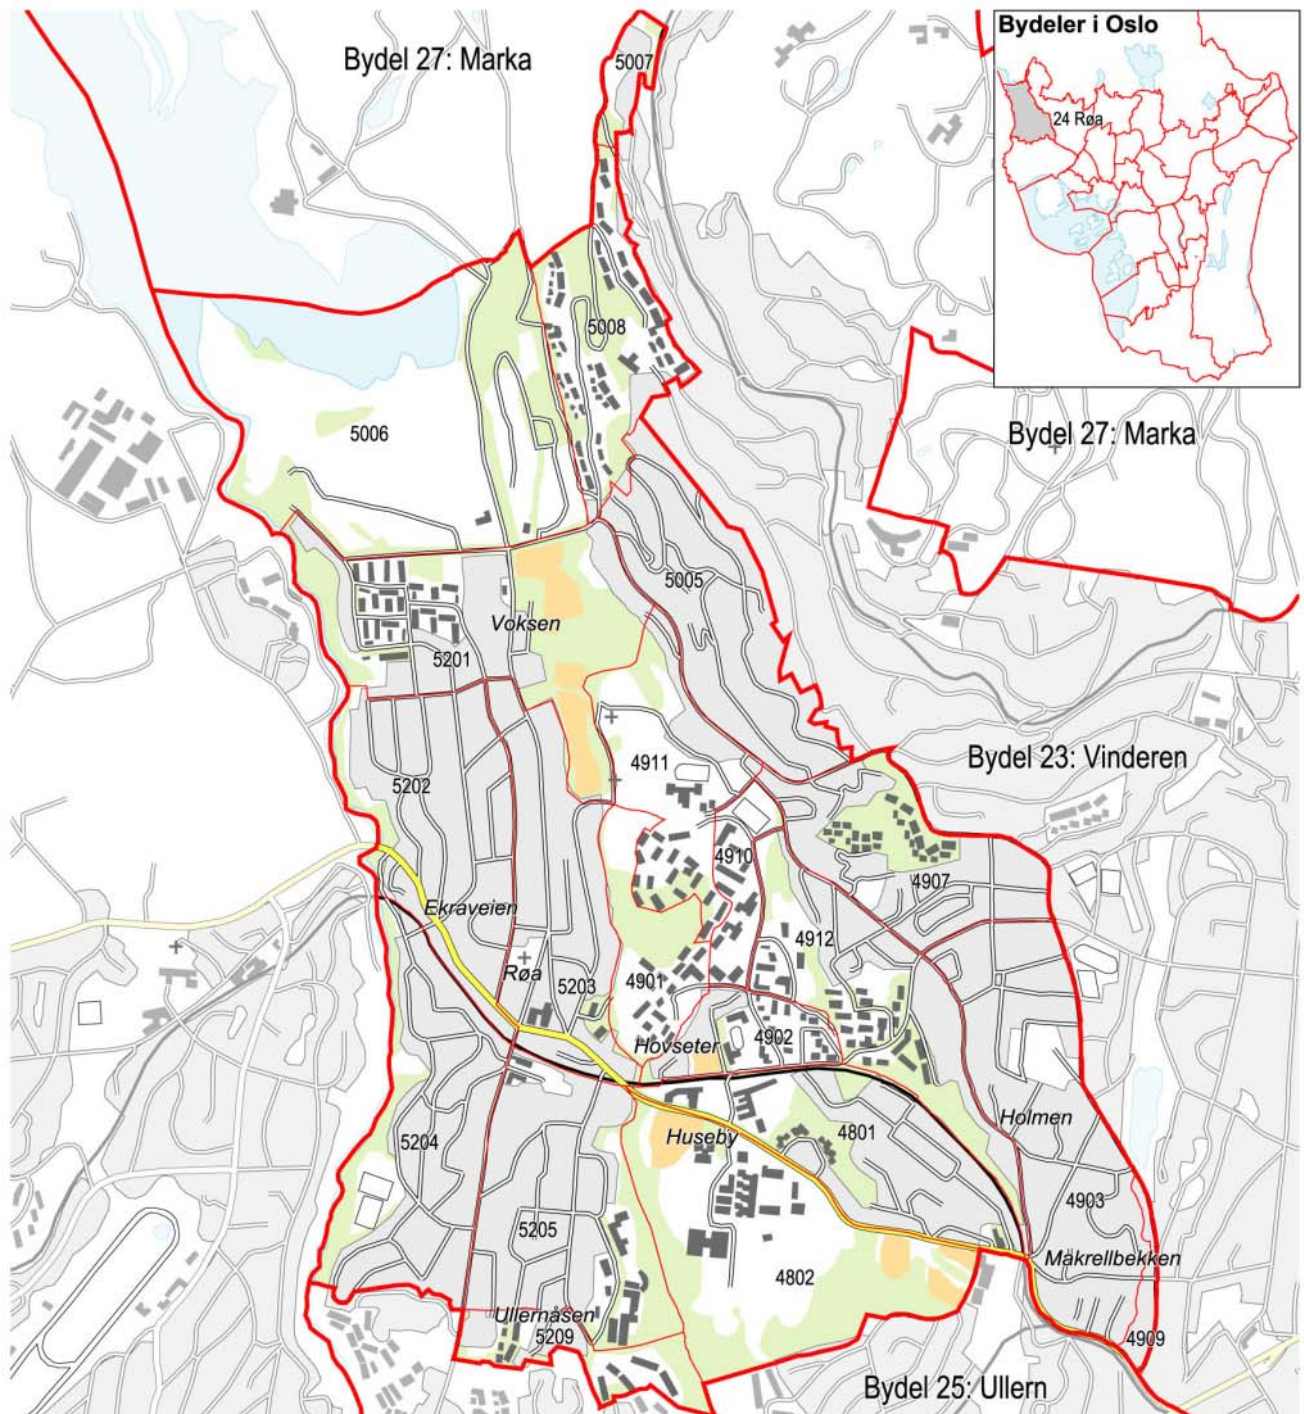 Bydeler i Oslo
Bydel 27: Marka
5007
24 Røa
5008
5006
Bydel 27: Marka
5005
Voksen
5201
4911
Bydel 23: Vinderen
5202
4910
4907
Ekraveien
4912
Røa
5203
4901
4902
Hovseter
Holmen
Huseby
4801
5204
4903
5205
Makrellbekken
4802
Ullernåsen
5209
4909
Bydel 25: Ullern